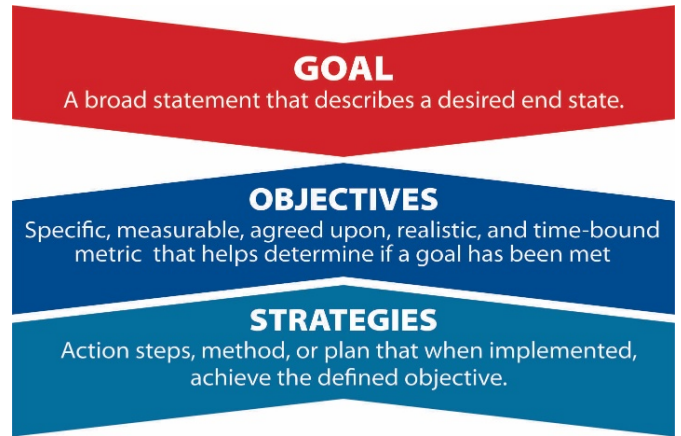 GOAL
A broad statement that describes a desired end state.
OBJECTIVES
Specific, measurable, agreed upon, realistic, and time-bound
metric that helps determine if a goal has been met
STRATEGIES
Action steps, method, or plan that when implemented,
achieve the defined objective.